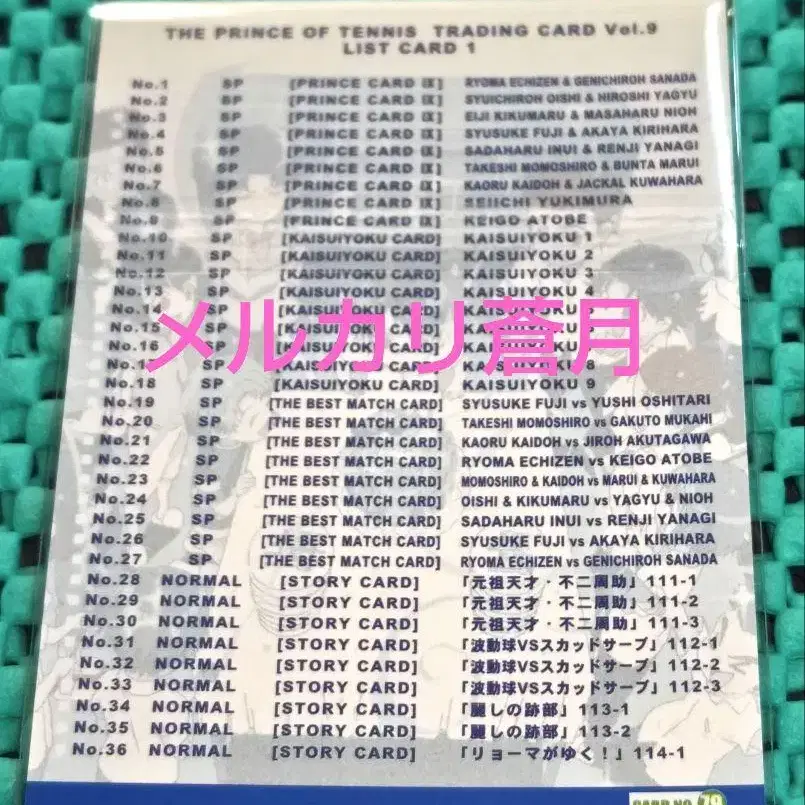 THE PRINCE OF TENNIS TRADING CARD Vol.9
LIST CARD 1
No.1 SP [PRINCE CARD Ⅸ] RYOMA ECHIZEN & GENICHIROH SANADA
No.2 SP [PRINCE CARD Ⅸ] SYUICHIROH OISHI & HIROSHI YAGYU
No.3 SP [PRINCE CARD Ⅸ] EIJI KIKUMARU & MASAHARU NIOH
No.4 SP [PRINCE CARD Ⅸ] SYUSUKE FUJI & AKAYA KIRIHARA
No.5 SP [PRINCE CARD Ⅸ] SADAHARU INUI & RENJI YANAGI
No.6 SP [PRINCE CARD Ⅸ] TAKESHI MOMOSHIRO & BUNTA MARUI
No.7 SP [PRINCE CARD Ⅸ] KAORU KAIDOH & JACKAL KUWAHARA
No.8 SP [PRINCE CARD Ⅸ] SEIICHI YUKIMURA
No.9 SP [PRINCE CARD Ⅸ] KEIGO ATOBE
No.10 SP [KAISUIYOKU CARD] KAISUIYOKU 1
No.11 SP [KAISUIYOKU CARD] KAISUIYOKU 2
No.12 SP [KAISUIYOKU CARD] KAISUIYOKU 3
No.13 SP [KAISUIYOKU CARD] KAISUIYOKU 4
No.14 SP [KAISUIYOKU CARD] KAISUIYOKU
No.15 SP [KAISUIYOKU CARD] KAISUIYOKU
メルカリ蒼月
No.16 SP [KAISUIYOKU CARD] KAISUIYOKU
No.17 SP [KAISUIYOKU CARD] KAISUIYOKU 8
No.18 SP [KAISUIYOKU CARD] KAISUIYOKU 9
No.19 SP [THE BEST MATCH CARD] SYUSUKE FUJI vs YUSHI OSHITARI
No.20 SP [THE BEST MATCH CARD] TAKESHI MOMOSHIRO vs GAKUTO MUKAHI
No.21 SP [THE BEST MATCH CARD] KAORU KAIDOH vs JIROH AKUTAGAWA
No.22 SP [THE BEST MATCH CARD] RYOMA ECHIZEN vs KEIGO ATOBE
No.23 SP [THE BEST MATCH CARD] MOMOSHIRO & KAIDOH vs MARUI & KUWAHARA
No.24 SP [THE BEST MATCH CARD] OISHI & KIKUMARU vs YAGYU & NIOH
No.25 SP [THE BEST MATCH CARD] SADAHARU INUI vs RENJI YANAGI
No.26 SP [THE BEST MATCH CARD] SYUSUKE FUJI vs AKAYA KIRIHARA
No.27 SP [THE BEST MATCH CARD] RYOMA ECHIZEN vs GENICHIROH SANADA
No.28 NORMAL [STORY CARD] 「元祖天才・不二周助」111-1
No.29 NORMAL [STORY CARD] 「元祖天才・不二周助」111-2
No.30 NORMAL [STORY CARD] 「元祖天才・不二周助」111-3
No.31 NORMAL [STORY CARD] 「波動球VSスカッドサーブ」112-1
No.32 NORMAL [STORY CARD] 「波動球VSスカッドサーブ」112-2
No.33 NORMAL [STORY CARD] 「波動球VSスカッドサーブ」112-3
No.34 NORMAL [STORY CARD] 「麗しの跡部」113-1
No.35 NORMAL [STORY CARD] 「麗しの跡部」113-2
No.36 NORMAL [STORY CARD] 「リョーマがゆく！」114-1
CARD NO.